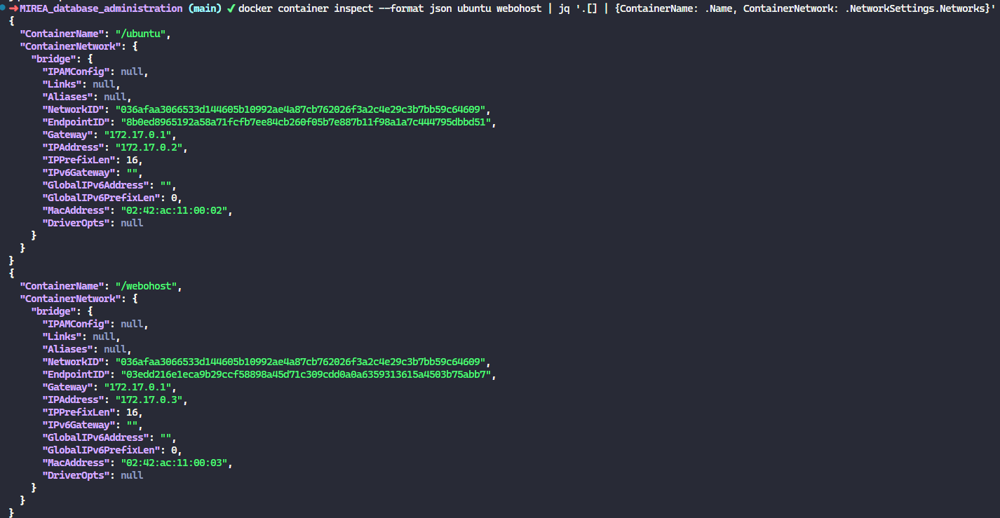 ➜MIREA_database_administration (main) ✔docker container inspect --format json ubuntu webohost | jq '.[] | {ContainerName: .Name, ContainerNetwork: .NetworkSettings.Networks}'
{
  "ContainerName": "/ubuntu",
  "ContainerNetwork": {
    "bridge": {
      "IPAMConfig": null,
      "Links": null,
      "Aliases": null,
      "NetworkID": "036afaa3066533d144605b10992ae4a87cb762026f3a2c4e29c3b7bb59c64609",
      "EndpointID": "8b0ed8965192a58a71fcfb7ee84cb260f05b7e887b11f98a1a7c444795dbbd51",
      "Gateway": "172.17.0.1",
      "IPAddress": "172.17.0.2",
      "IPPrefixLen": 16,
      "IPv6Gateway": "",
      "GlobalIPv6Address": "",
      "GlobalIPv6PrefixLen": 0,
      "MacAddress": "02:42:ac:11:00:02",
      "DriverOpts": null
    }
  }
}
{
  "ContainerName": "/webohost",
  "ContainerNetwork": {
    "bridge": {
      "IPAMConfig": null,
      "Links": null,
      "Aliases": null,
      "NetworkID": "036afaa3066533d144605b10992ae4a87cb762026f3a2c4e29c3b7bb59c64609",
      "EndpointID": "03edd216e1eca9b29ccf58898a45d71c309cdd0a0a6359313615a4503b75abb7",
      "Gateway": "172.17.0.1",
      "IPAddress": "172.17.0.3",
      "IPPrefixLen": 16,
      "IPv6Gateway": "",
      "GlobalIPv6Address": "",
      "GlobalIPv6PrefixLen": 0,
      "MacAddress": "02:42:ac:11:00:03",
      "DriverOpts": null
    }
  }
}